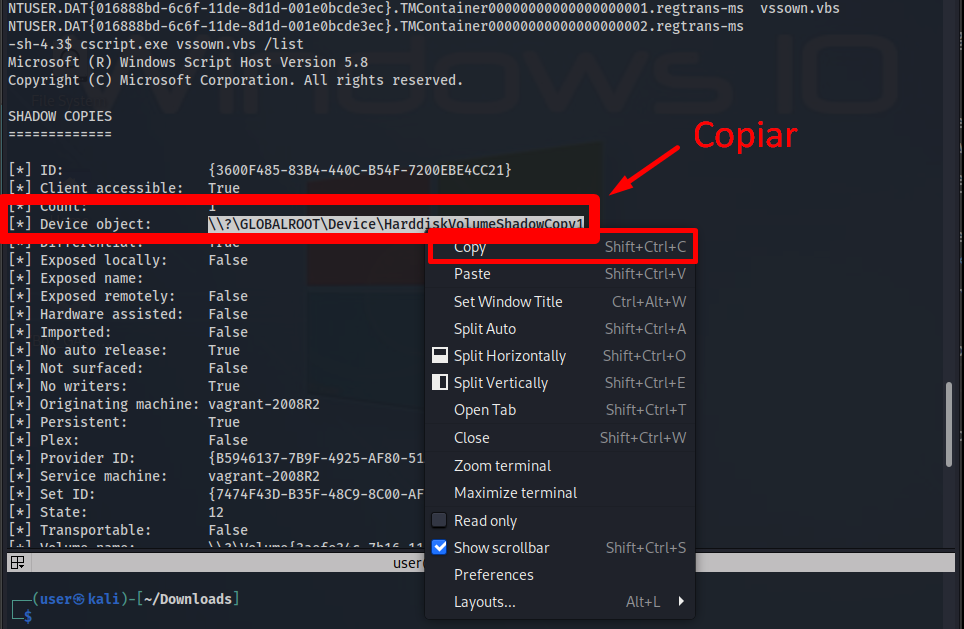 NTUSER.DAT{016888bd-6c6f-11de-8d1d-001e0bcde3ec}.TMContainer00000000000000000001.regtrans-ms  vssown.vbs
NTUSER.DAT{016888bd-6c6f-11de-8d1d-001e0bcde3ec}.TMContainer00000000000000000002.regtrans-ms
-sh-4.3$ cscript.exe vssown.vbs /list
Microsoft (R) Windows Script Host Version 5.8
Copyright (C) Microsoft Corporation. All rights reserved.
SHADOW COPIES
=============
Copiar
[*] ID: {3600F485-83B4-440C-B54F-7200EBE4CC21}
[*] Client accessible: True
[*] Count: 1
[*] Device object: \\?\GLOBALROOT\Device\HarddiskVolumeShadowCopy1
[*] Differential: True
[*] Exposed locally: False
[*] Exposed name:
[*] Exposed remotely: False
[*] Hardware assisted: False
[*] Imported: False
[*] No auto release: True
[*] Not surfaced: False
[*] No writers: True
[*] Originating machine: vagrant-2008R2
[*] Persistent: True
[*] Plex: False
[*] Provider ID: {B5946137-7B9F-4925-AF80-51
[*] Service machine: vagrant-2008R2
[*] Set ID: {7474F43D-B35F-48C9-8C00-AF
[*] State: 12
[*] Transportable: False
[*] Volume name:
Copy Shift+Ctrl+C
Paste Shift+Ctrl+V
Set Window Title Ctrl+Alt+W
Split Auto Shift+Ctrl+A
Split Horizontally Shift+Ctrl+O
Split Vertically Shift+Ctrl+E
Open Tab Shift+Ctrl+T
Close Shift+Ctrl+W
Zoom terminal
Maximize terminal
Read only
Show scrollbar Shift+Ctrl+S
Preferences
Layouts... Alt+L
user
(user㉿kali)-[~/Downloads]
$